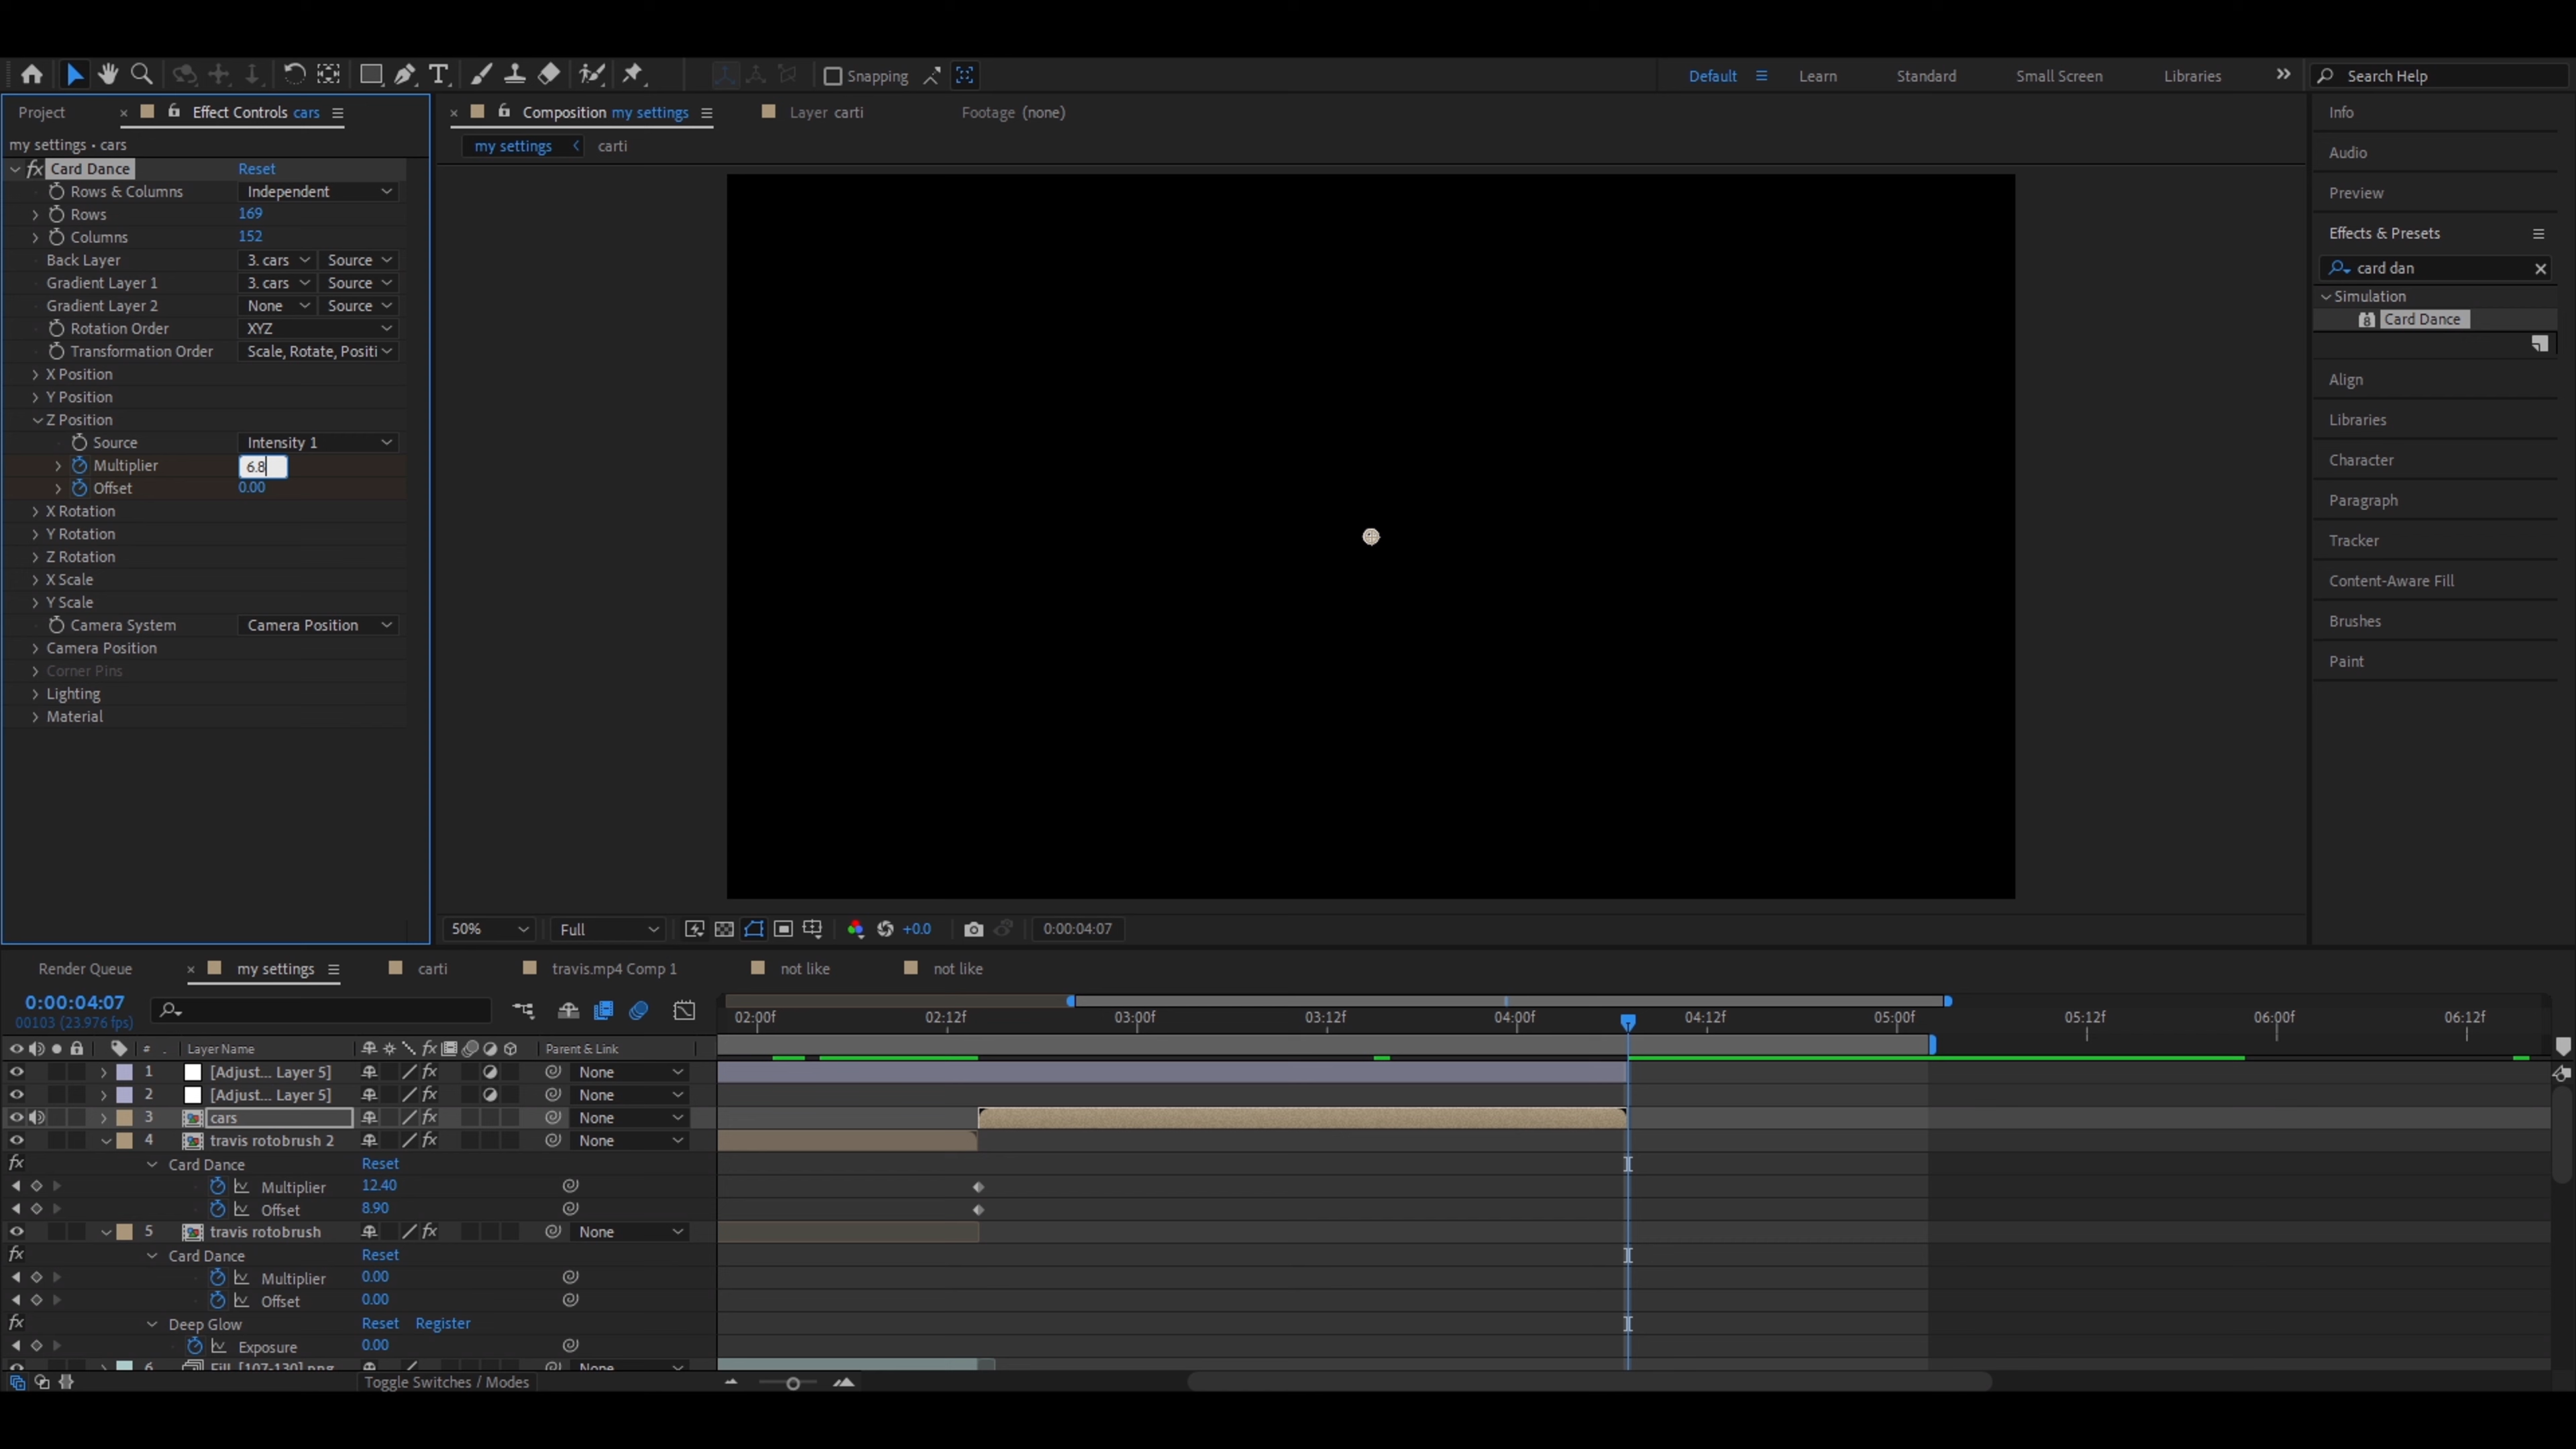 Snapping
Default
Learn
Standard
Small Screen
Libraries
Search Help
Project
Effect Controls cars
Composition my settings
Layer carti
Footage (none)
Info
my settings • cars
my settings
carti
Card Dance Reset
Rows & Columns Independent
Rows 169
Columns 152
Back Layer 3. cars Source
Gradient Layer 1 3. cars Source
Gradient Layer 2 None Source
Rotation Order XYZ
Transformation Order Scale, Rotate, Positi
X Position
Y Position
Z Position
Source Intensity 1
Multiplier 6.8
Offset 0.00
X Rotation
Y Rotation
Z Rotation
X Scale
Y Scale
Camera System Camera Position
Camera Position
Corner Pins
Lighting
Material
Audio
Preview
Effects & Presets
card dan
Simulation
8 Card Dance
Align
Libraries
Character
Paragraph
Tracker
Content-Aware Fill
Brushes
Paint
50% Full +0.0 0:00:04:07
Render Queue my settings carti travis.mp4 Comp 1 not like not like
0:00:04:07
00103 (23.976 fps)
02:00f 02:12f 03:00f 03:12f 04:00f 04:12f 05:00f 05:12f 06:00f 06:12f
# . Layer Name fx Parent & Link
1 [Adjust... Layer 5] fx None
2 [Adjust... Layer 5] fx None
3 cars fx None
4 travis rotobrush 2 fx None
fx Card Dance Reset
Multiplier 12.40
Offset 8.90
5 travis rotobrush fx None
fx Card Dance Reset
Multiplier 0.00
Offset 0.00
fx Deep Glow Reset Register
Exposure 0.00
6 Fill_[107-130].png None
Toggle Switches / Modes